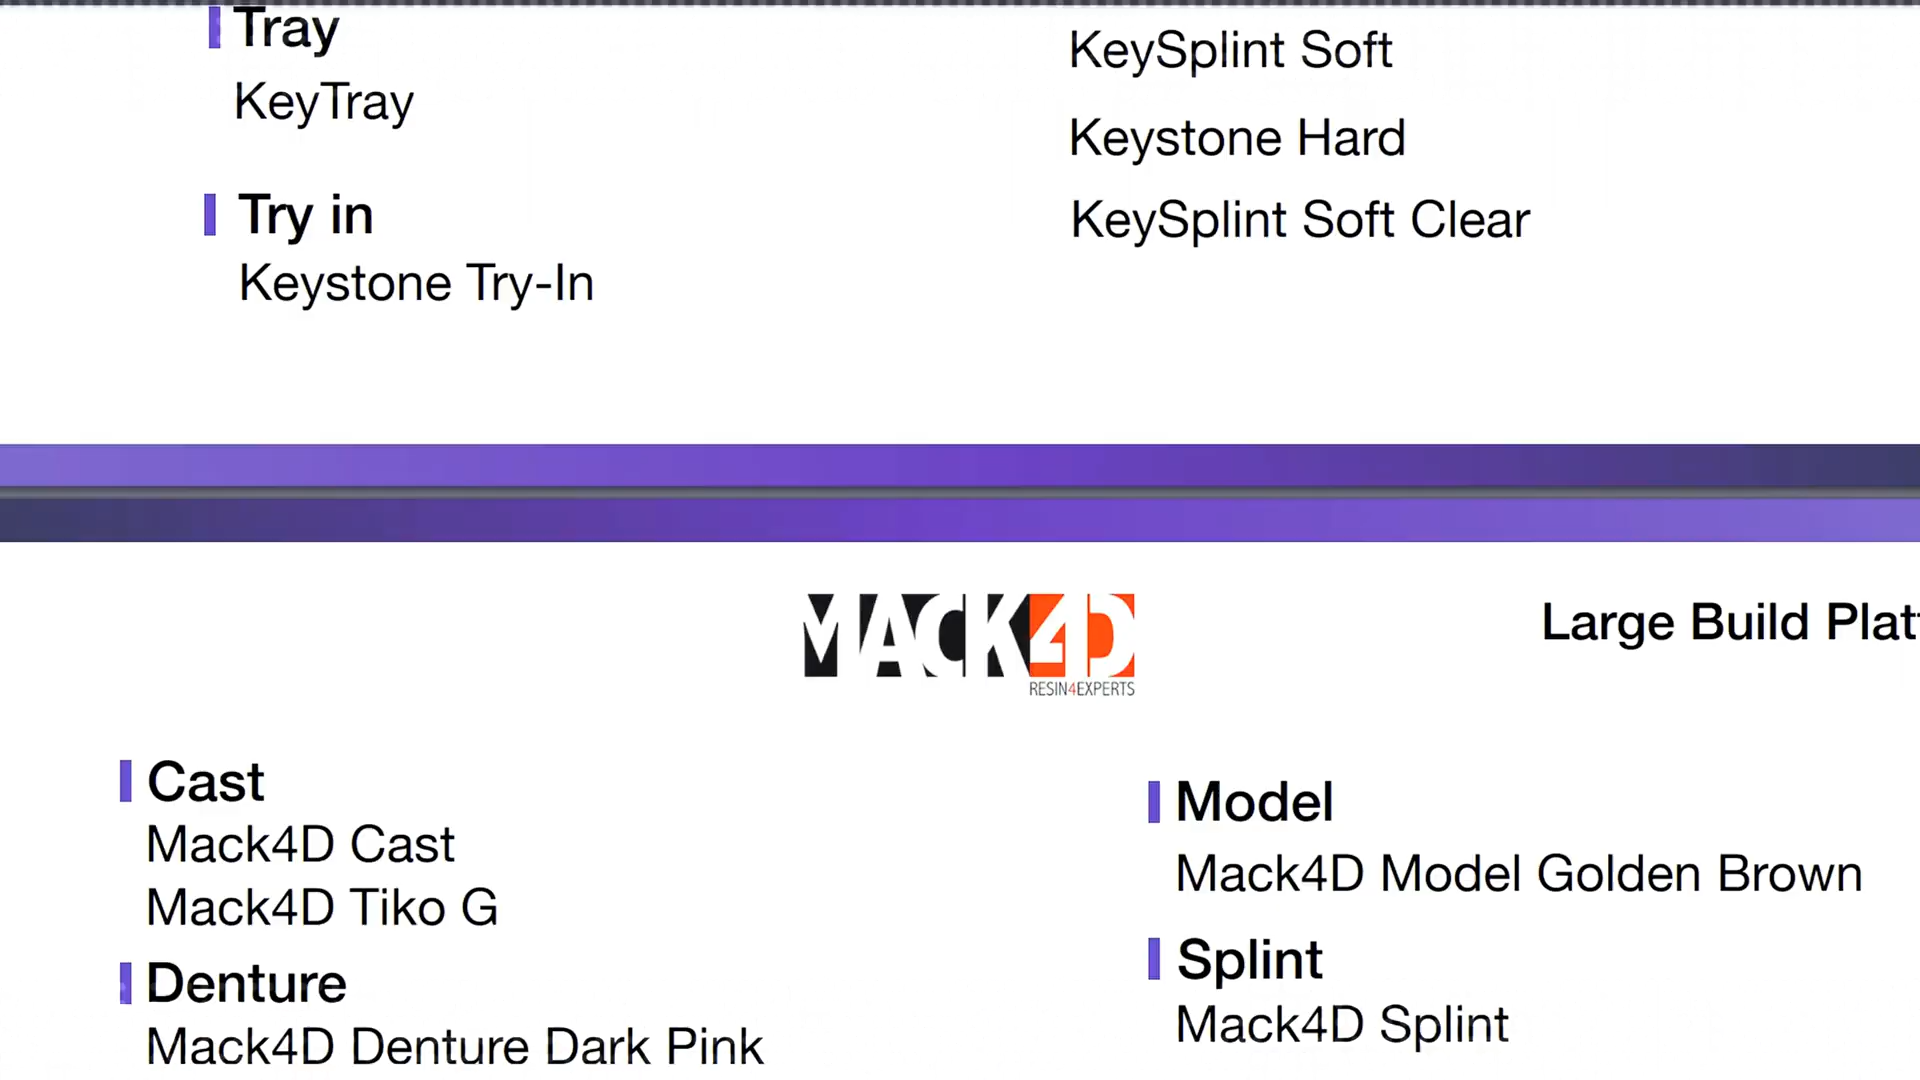 Tray
KeyTray
Try in
Keystone Try-In
KeySplint Soft
Keystone Hard
KeySplint Soft Clear
MACK4D
RESIN4EXPERTS
Large Build
Cast
Mack4D Cast
Mack4D Tiko G
Denture
Mack4D Denture Dark Pink
Model
Mack4D Model Golden Brown
Splint
Mack4D Splint